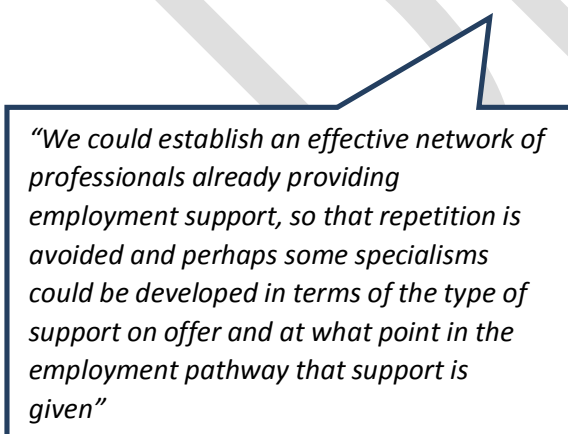 “We could establish an effective network of
professionals already providing
employment support, so that repetition is
avoided and perhaps some specialisms
could be developed in terms of the type of
support on offer and at what point in the
employment pathway that support is
given”